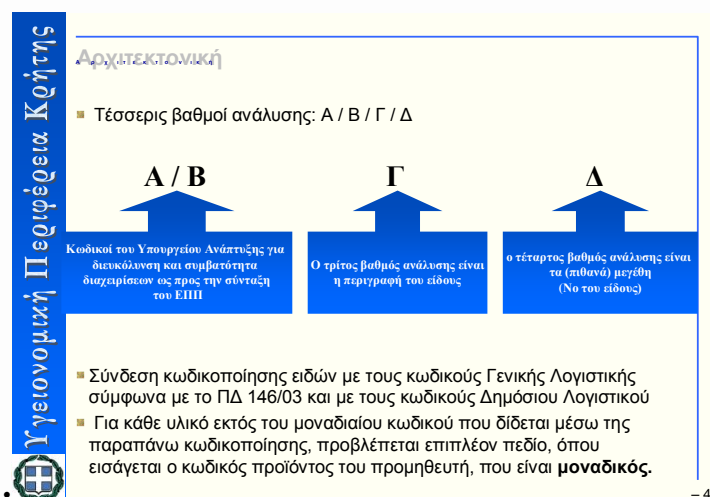 Υγειονομική Περιφέρεια Κρήτης
Αρχιτεκτονική
Τέσσερις βαθμοί ανάλυσης: Α / Β / Γ / Δ
Α / Β
Γ
Δ
Κωδικοί του Υπουργείου Ανάπτυξης για
διευκόλυνση και συμβατότητα
διαχειρίσεων ως προς την σύνταξη
του ΕΠΠ
Ο τρίτος βαθμός ανάλυσης είναι
η περιγραφή του είδους
ο τέταρτος βαθμός ανάλυσης είναι
τα (πιθανά) μεγέθη
(Νο του είδους)
Σύνδεση κωδικοποίησης ειδών με τους κωδικούς Γενικής Λογιστικής
σύμφωνα με το ΠΔ 146/03 και με τους κωδικούς Δημόσιου Λογιστικού
Για κάθε υλικό εκτός του μοναδιαίου κωδικού που δίδεται μέσω της
παραπάνω κωδικοποίησης, προβλέπεται επιπλέον πεδίο, όπου
εισάγεται ο κωδικός προϊόντος του προμηθευτή, που είναι μοναδικός.
–4